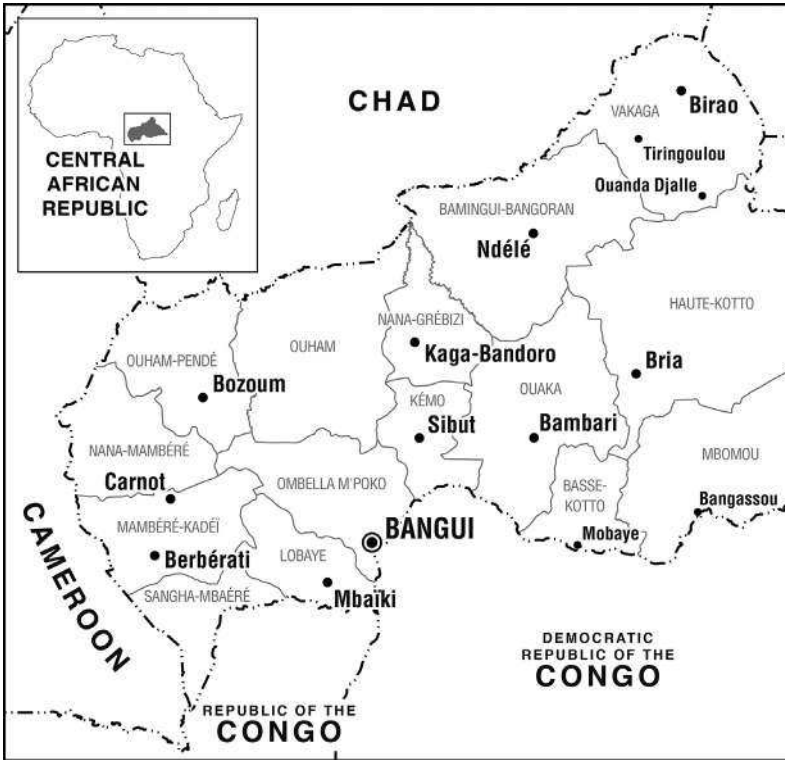 CENTRAL
AFRICAN
REPUBLIC
CHAD
Birao
VAKAGA
Tiringoulou
Ouanda Djalle
BAMINGUI-BANGORAN
Ndélé
HAUTE-KOTTO
NANA-GRÉBIZI
OUHAM
Kaga-Bandoro
OUHAM-PENDÉ
Bozoum
Bria
OUAKA
KÉMO
Sibut
Bambari
NANA-MAMBÉRÉ
MBOMOU
Carnot
OMBELLA M'POKO
BASSE-
KOTTO
Bangassou
MAMBÉRÉ-KADÉÏ
BANGUI
Mobaye
Berbérati
LOBAYE
SANGHA-MBAÉRÉ
Mbaïki
CAMEROON
DEMOCRATIC
REPUBLIC OF THE
CONGO
REPUBLIC OF THE
CONGO